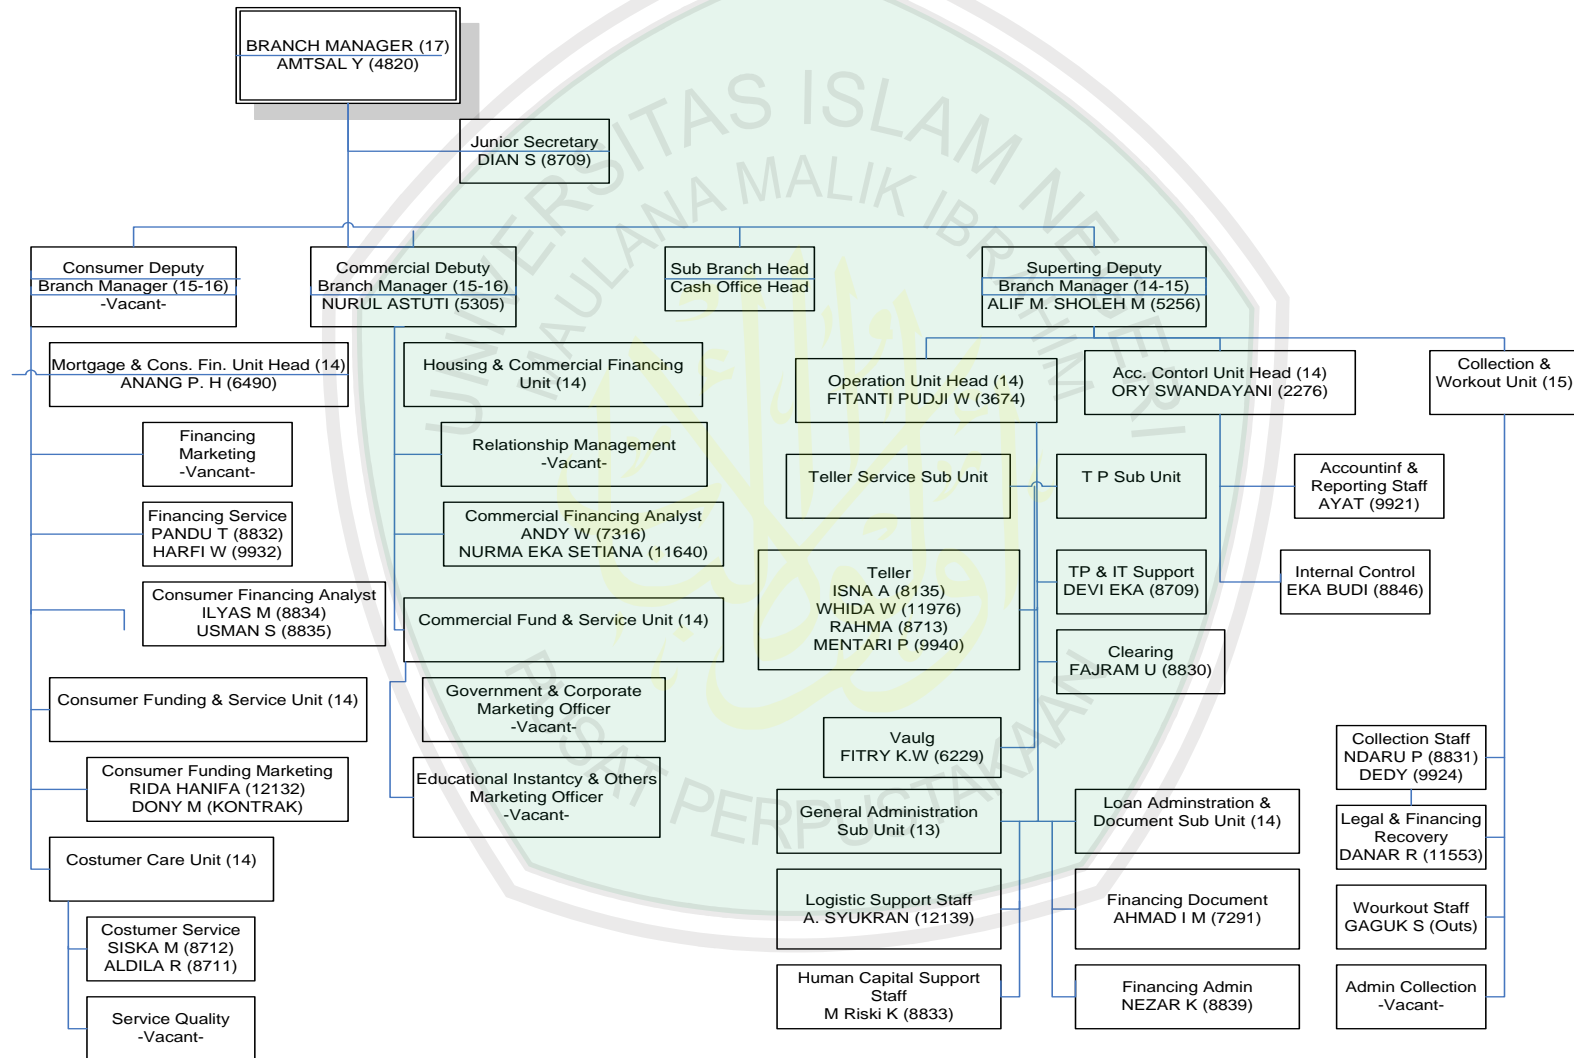 BRANCH MANAGER (17)
AMTSAL Y (4820)
Junior Secretary
DIAN S (8709)
Consumer Deputy
Branch Manager (15-16)
-Vacant-
Commercial Debuty
Branch Manager (15-16)
NURUL ASTUTI (5305)
Sub Branch Head
Cash Office Head
Superting Deputy
Branch Manager (14-15)
ALIF M. SHOLEH M (5256)
Mortgage & Cons. Fin. Unit Head (14)
ANANG P. H (6490)
Financing
Marketing
-Vancant-
Financing Service
PANDU T (8832)
HARFI W (9932)
Consumer Financing Analyst
ILYAS M (8834)
USMAN S (8835)
Consumer Funding & Service Unit (14)
Consumer Funding Marketing
RIDA HANIFA (12132)
DONY M (KONTRAK)
Costumer Care Unit (14)
Costumer Service
SISKA M (8712)
ALDILA R (8711)
Service Quality
-Vacant-
Housing & Commercial Financing
Unit (14)
Relationship Management
-Vacant-
Commercial Financing Analyst
ANDY W (7316)
NURMA EKA SETIANA (11640)
Commercial Fund & Service Unit (14)
Government & Corporate
Marketing Officer
-Vacant-
Educational Instantcy & Others
Marketing Officer
-Vacant-
Operation Unit Head (14)
FITANTI PUDJI W (3674)
Teller Service Sub Unit
T P Sub Unit
Teller
ISNA A (8135)
WHIDA W (11976)
RAHMA (8713)
MENTARI P (9940)
TP & IT Support
DEVI EKA (8709)
Clearing
FAJRAM U (8830)
Vaulg
FITRY K.W (6229)
General Administration
Sub Unit (13)
Loan Adminstration &
Document Sub Unit (14)
Logistic Support Staff
A. SYUKRAN (12139)
Financing Document
AHMAD I M (7291)
Human Capital Support
Staff
M Riski K (8833)
Financing Admin
NEZAR K (8839)
Acc. Contorl Unit Head (14)
ORY SWANDAYANI (2276)
Accountinf &
Reporting Staff
AYAT (9921)
Internal Control
EKA BUDI (8846)
Collection &
Workout Unit (15)
Collection Staff
NDARU P (8831)
DEDY (9924)
Legal & Financing
Recovery
DANAR R (11553)
Wourkout Staff
GAGUK S (Outs)
Admin Collection
-Vacant-
UNIVERSITAS ISLAM NEGERI
MAULANA MALIK IBRAHIM
PUSAT PERPUSTAKAAN